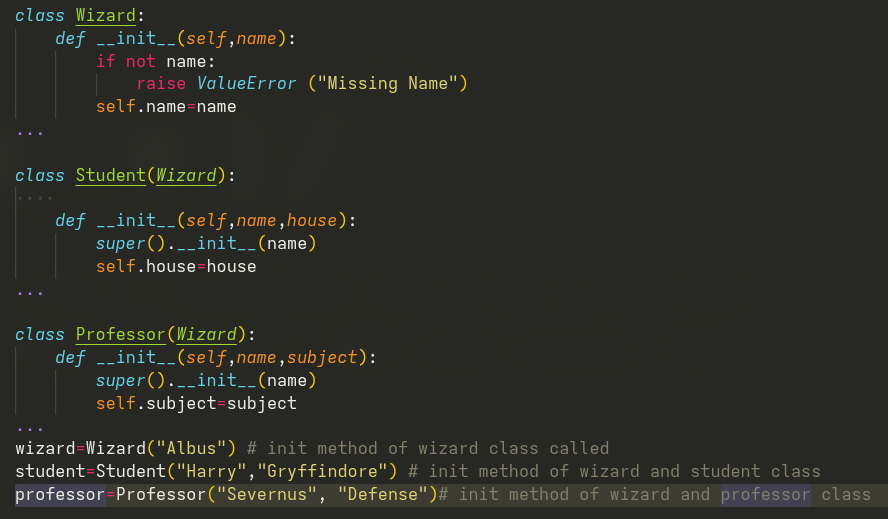 class Wizard:
    def __init__(self,name):
        if not name:
            raise ValueError ("Missing Name")
        self.name=name
...
class Student(Wizard):
....
    def __init__(self,name,house):
        super().__init__(name)
        self.house=house
...
class Professor(Wizard):
    def __init__(self,name,subject):
        super().__init__(name)
        self.subject=subject
...
wizard=Wizard("Albus") # init method of wizard class called
student=Student("Harry","Gryffindore") # init method of wizard and student class
professor=Professor("Severnus", "Defense")# init method of wizard and professor class